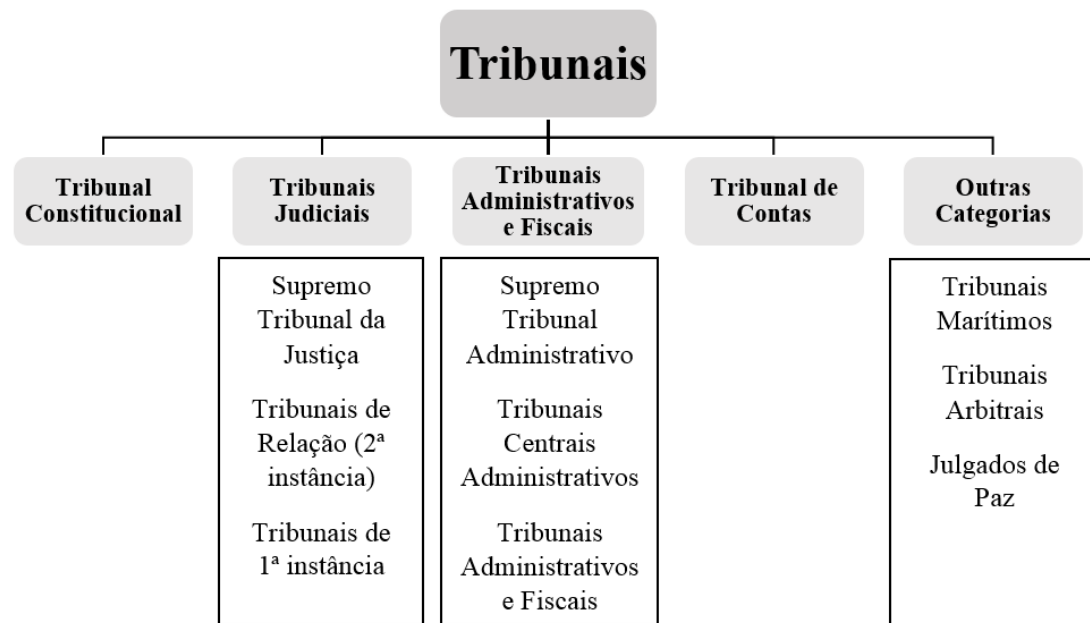 Tribunais
Tribunal
Constitucional
Tribunais
Judiciais
Tribunais
Administrativos
e Fiscais
Tribunal de
Contas
Outras
Categorias
Supremo
Tribunal da
Justiça
Tribunais de
Relação (2ª
instância)
Tribunais de
1ª instância
Supremo
Tribunal
Administrativo
Tribunais
Centrais
Administrativos
Tribunais
Administrativos
e Fiscais
Tribunais
Marítimos
Tribunais
Arbitrais
Julgados de
Paz